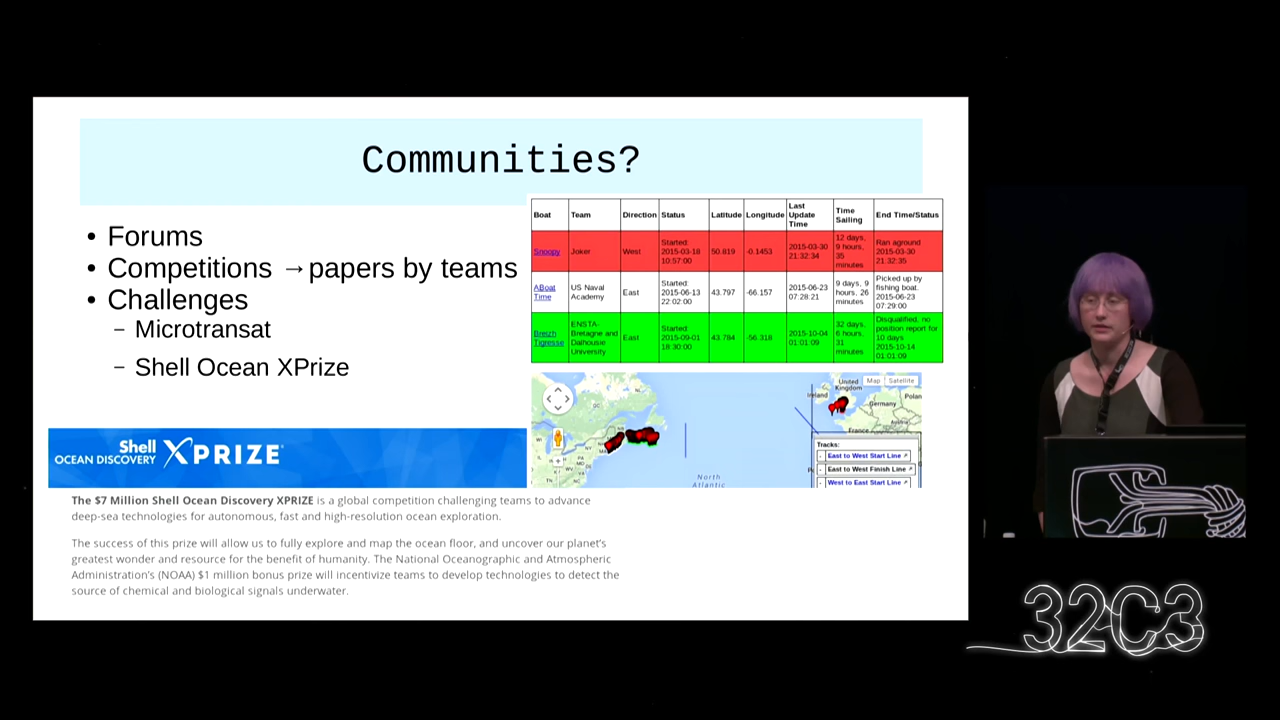 Communities?
• Forums
• Competitions →papers by teams
• Challenges
– Microtransat
– Shell Ocean XPrize
Boat Team Direction Status Latitude Longitude Last Update Time Time Sailing End Time/Status
Snoopy Joker West Started: 2015-03-18 10:57:00 50.819 -0.1453 2015-03-30 21:32:34 12 days, 9 hours, 35 minutes Ran aground 2015-03-30 21:32:35
ABoat Time US Naval Academy East Started: 2015-06-13 22:02:00 43.797 -66.157 2015-06-23 07:28:21 9 days, 9 hours, 26 minutes Picked up by fishing boat. 2015-06-23 07:29:00
Breizh Tigresse ENSTA-Bretagne and Dalhousie University East Started: 2015-09-01 18:30:00 43.784 -56.318 2015-10-04 01:01:09 32 days, 6 hours, 31 minutes Disqualified, no position report for 10 days 2015-10-14 01:01:09
Map Satellite
United Kingdom
Ireland
Germany
Polan
France
Austria
North
Atlantic
Tracks:
East to West Start Line
East to West Finish Line
West to East Start Line
Shell
OCEAN DISCOVERY XPRIZE
The $7 Million Shell Ocean Discovery XPRIZE is a global competition challenging teams to advance
deep-sea technologies for autonomous, fast and high-resolution ocean exploration.
The success of this prize will allow us to fully explore and map the ocean floor, and uncover our planet's
greatest wonder and resource for the benefit of humanity. The National Oceanographic and Atmospheric
Administration's (NOAA) $1 million bonus prize will incentivize teams to develop technologies to detect the
source of chemical and biological signals underwater.
32C3